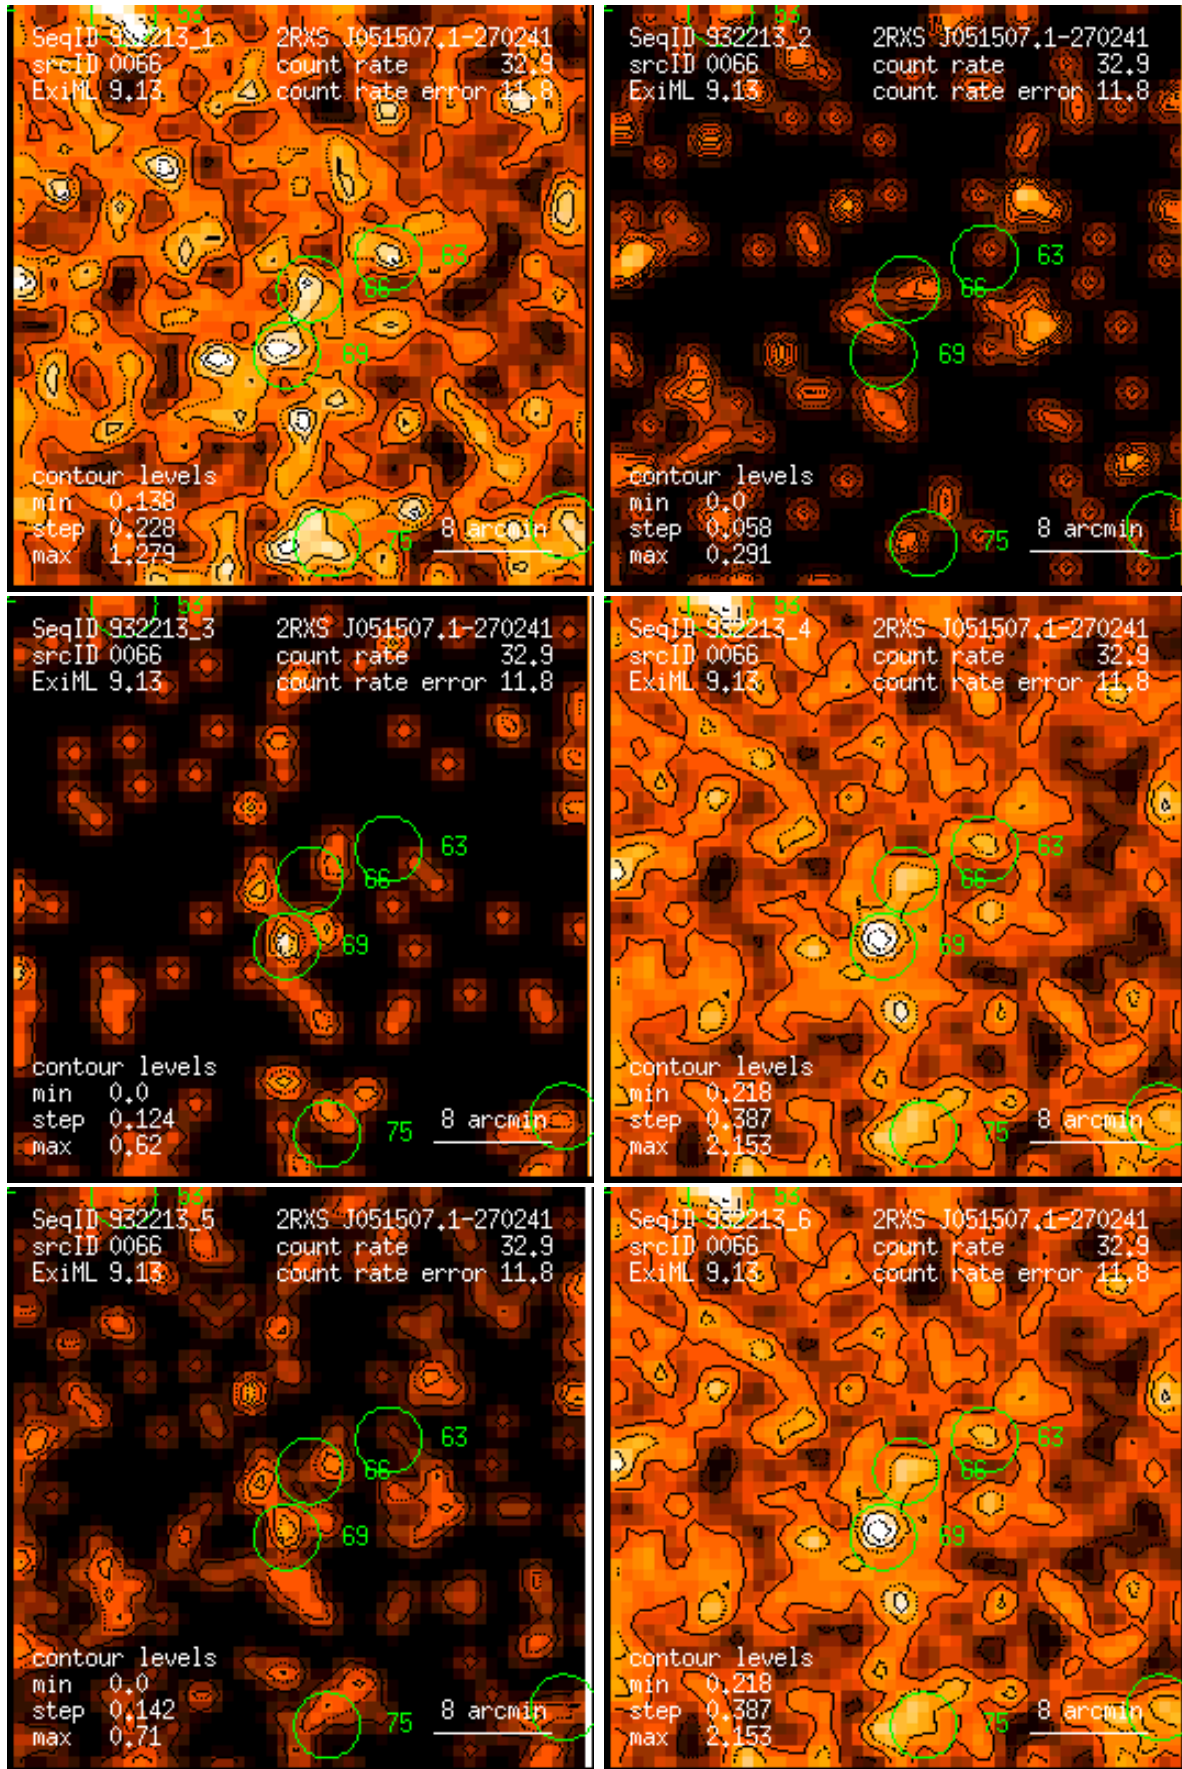 53
SeqID 932213_1 2RXS J051507.1-270241
srcID 0066 count rate 32.9
ExiML 9.13 count rate error 11.8
63
66
69
contour levels
min 0.138
step 0.228
max 1.279
75
8 arcmin
53
SeqID 932213_2 2RXS J051507.1-270241
srcID 0066 count rate 32.9
ExiML 9.13 count rate error 11.8
63
66
69
contour levels
min 0.0
step 0.058
max 0.291
75
8 arcmin
53
SeqID 932213_3 2RXS J051507.1-270241
srcID 0066 count rate 32.9
ExiML 9.13 count rate error 11.8
63
66
69
contour levels
min 0.0
step 0.124
max 0.62
75
8 arcmin
53
SeqID 932213_4 2RXS J051507.1-270241
srcID 0066 count rate 32.9
ExiML 9.13 count rate error 11.8
63
66
69
contour levels
min 0.218
step 0.387
max 2.153
75
8 arcmin
53
SeqID 932213_5 2RXS J051507.1-270241
srcID 0066 count rate 32.9
ExiML 9.13 count rate error 11.8
63
66
69
contour levels
min 0.0
step 0.142
max 0.71
75
8 arcmin
53
SeqID 932213_6 2RXS J051507.1-270241
srcID 0066 count rate 32.9
ExiML 9.13 count rate error 11.8
63
66
69
contour levels
min 0.218
step 0.387
max 2.153
75
8 arcmin